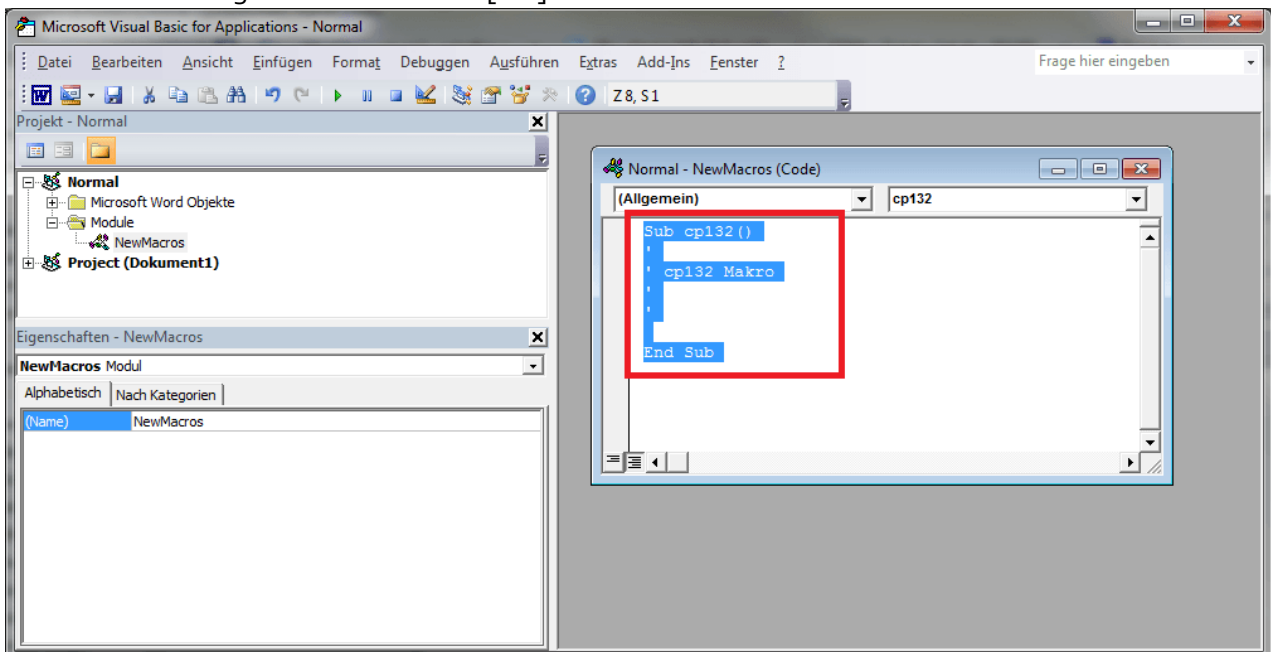 Microsoft Visual Basic for Applications - Normal
Datei Bearbeiten Ansicht Einfügen Format Debuggen Ausführen Extras Add-Ins Fenster ? Frage hier eingeben
Z 8, S 1
Projekt - Normal
Normal
Microsoft Word Objekte
Module
NewMacros
Project (Dokument1)
Eigenschaften - NewMacros
NewMacros Modul
Alphabetisch Nach Kategorien
(Name) NewMacros
Normal - NewMacros (Code)
(Allgemein) cp132
Sub cp132()
'
' cp132 Makro
'
'
End Sub